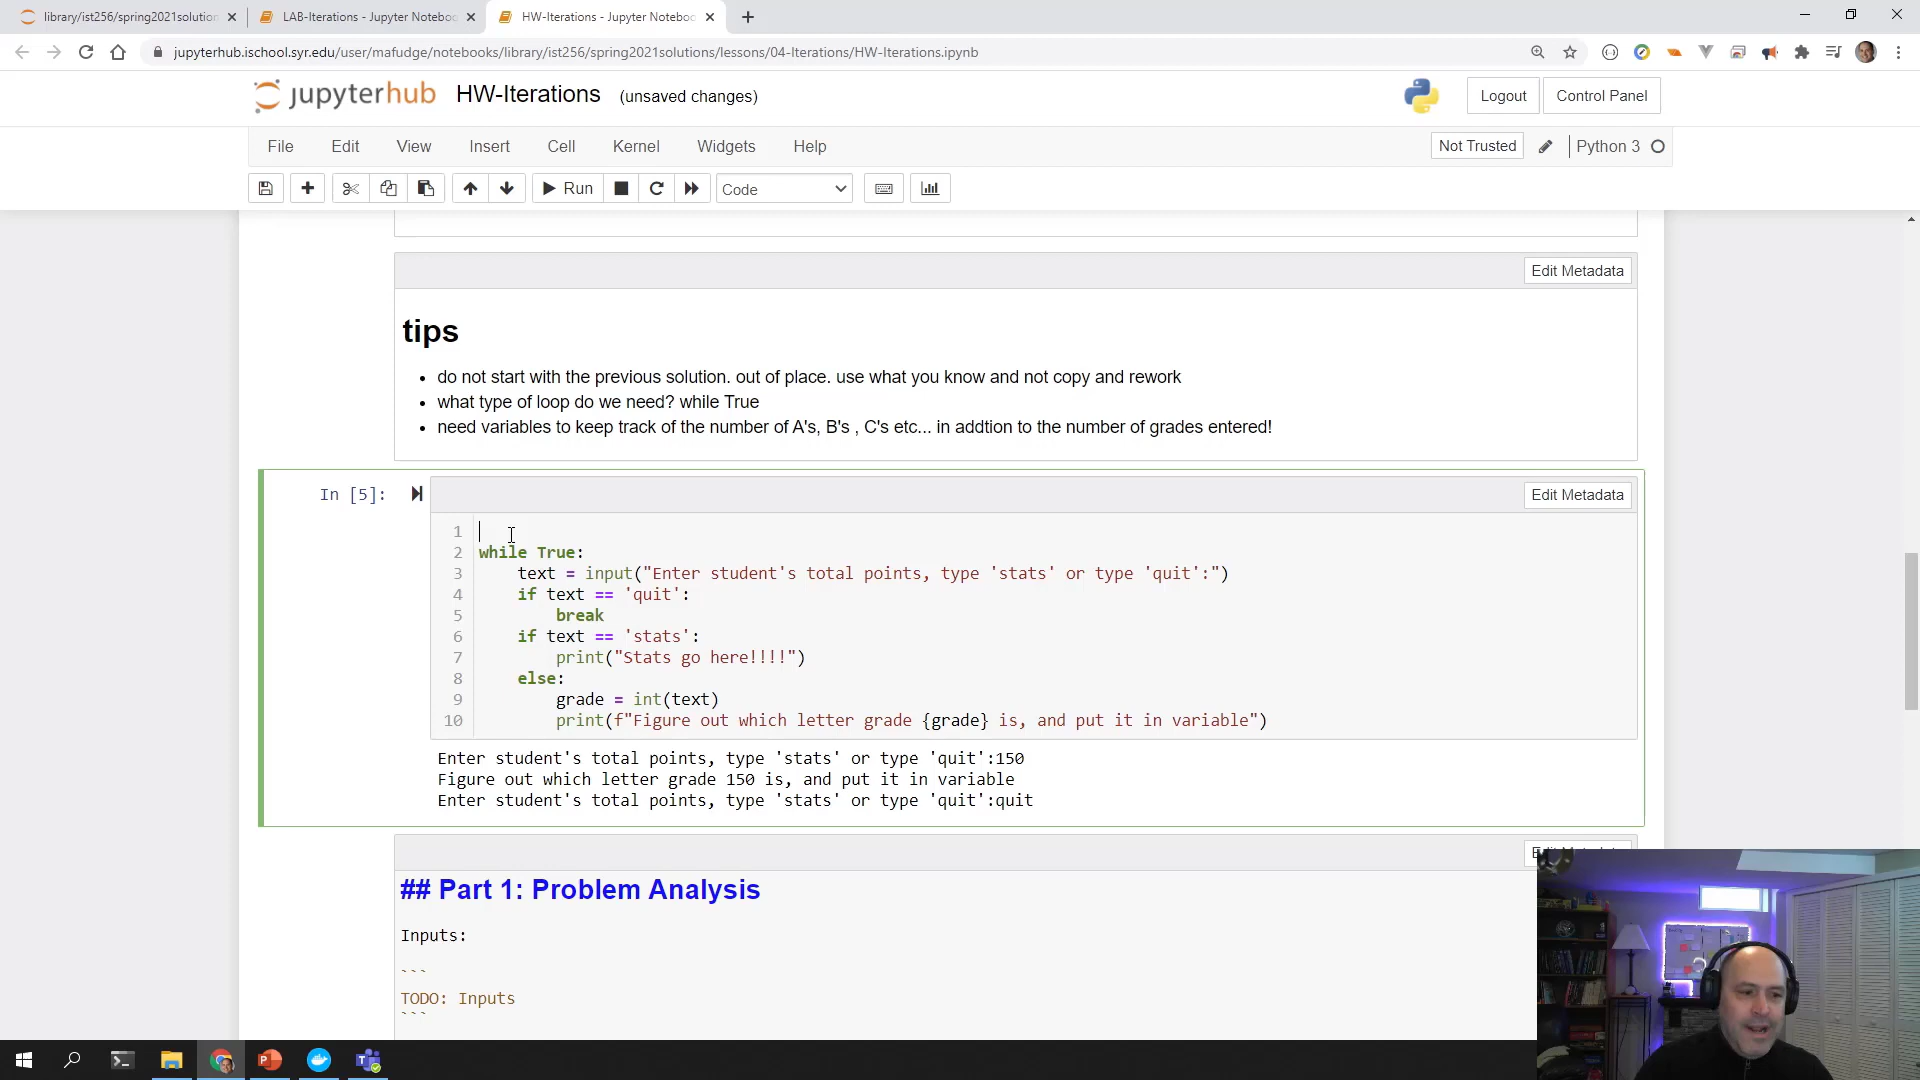 library/ist256/spring2021solution
LAB-Iterations - Jupyter Notebo
HW-Iterations - Jupyter Noteboo
jupyterhub.ischool.syr.edu/user/mafudge/notebooks/library/ist256/spring2021solutions/lessons/04-Iterations/HW-Iterations.ipynb
jupyterhub HW-Iterations (unsaved changes)
Logout
Control Panel
File Edit View Insert Cell Kernel Widgets Help
Not Trusted
Python 3
Run
Code
Edit Metadata
tips
• do not start with the previous solution. out of place. use what you know and not copy and rework
• what type of loop do we need? while True
• need variables to keep track of the number of A's, B's , C's etc... in addtion to the number of grades entered!
In [5]:
Edit Metadata
1
2 while True:
3 text = input("Enter student's total points, type 'stats' or type 'quit':")
4 if text == 'quit':
5 break
6 if text == 'stats':
7 print("Stats go here!!!!")
8 else:
9 grade = int(text)
10 print(f"Figure out which letter grade {grade} is, and put it in variable")
Enter student's total points, type 'stats' or type 'quit':150
Figure out which letter grade 150 is, and put it in variable
Enter student's total points, type 'stats' or type 'quit':quit
## Part 1: Problem Analysis
Inputs:
```
TODO: Inputs
```